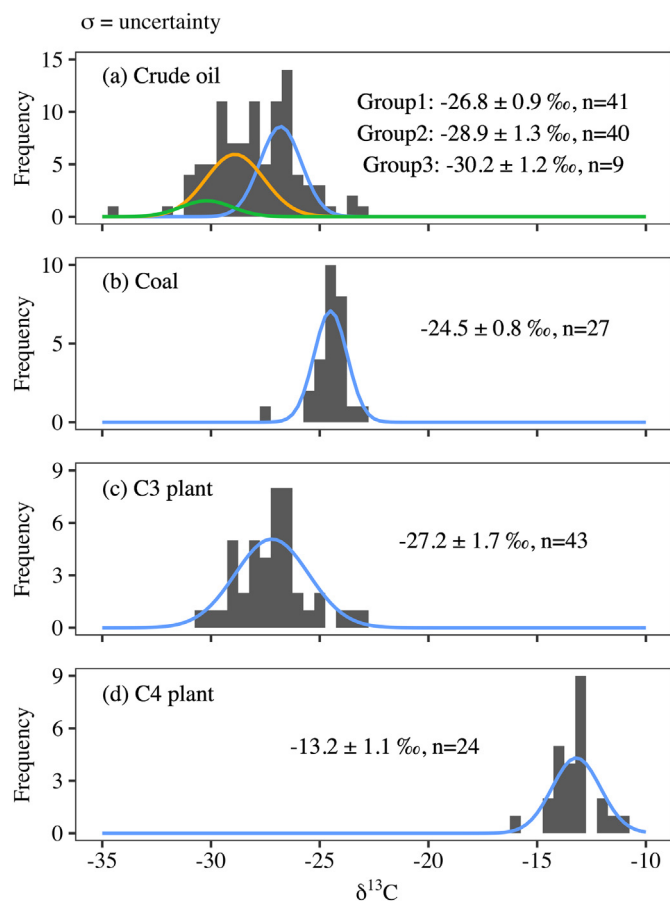 σ = uncertainty
(a) Crude oil
Group1: -26.8 ± 0.9 ‰, n=41
Group2: -28.9 ± 1.3 ‰, n=40
Group3: -30.2 ± 1.2 ‰, n=9
Frequency
15
10
5
0
(b) Coal
-24.5 ± 0.8 ‰, n=27
Frequency
10
5
0
(c) C3 plant
-27.2 ± 1.7 ‰, n=43
Frequency
9
6
3
0
(d) C4 plant
-13.2 ± 1.1 ‰, n=24
Frequency
9
6
3
0
-35 -30 -25 -20 -15 -10
δ¹³C